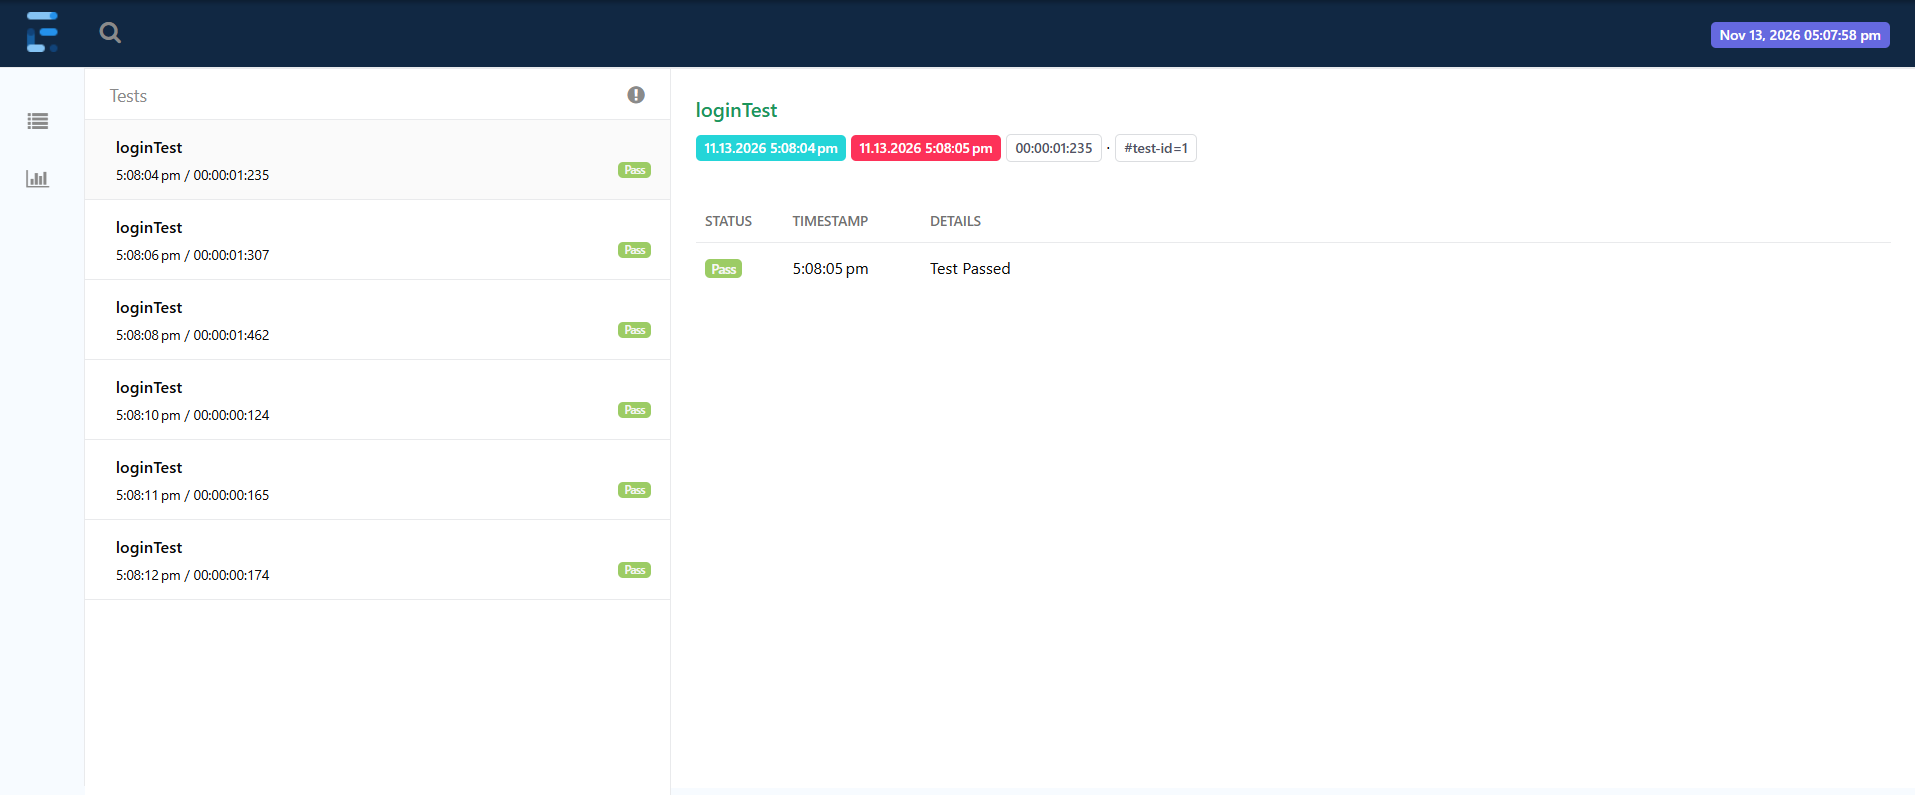 Nov 13, 2026 05:07:58 pm
Tests
loginTest
5:08:04 pm / 00:00:01:235
Pass
loginTest
5:08:06 pm / 00:00:01:307
Pass
loginTest
5:08:08 pm / 00:00:01:462
Pass
loginTest
5:08:10 pm / 00:00:00:124
Pass
loginTest
5:08:11 pm / 00:00:00:165
Pass
loginTest
5:08:12 pm / 00:00:00:174
Pass
loginTest
11.13.2026 5:08:04 pm 11.13.2026 5:08:05 pm 00:00:01:235 · #test-id=1
STATUS TIMESTAMP DETAILS
Pass 5:08:05 pm Test Passed